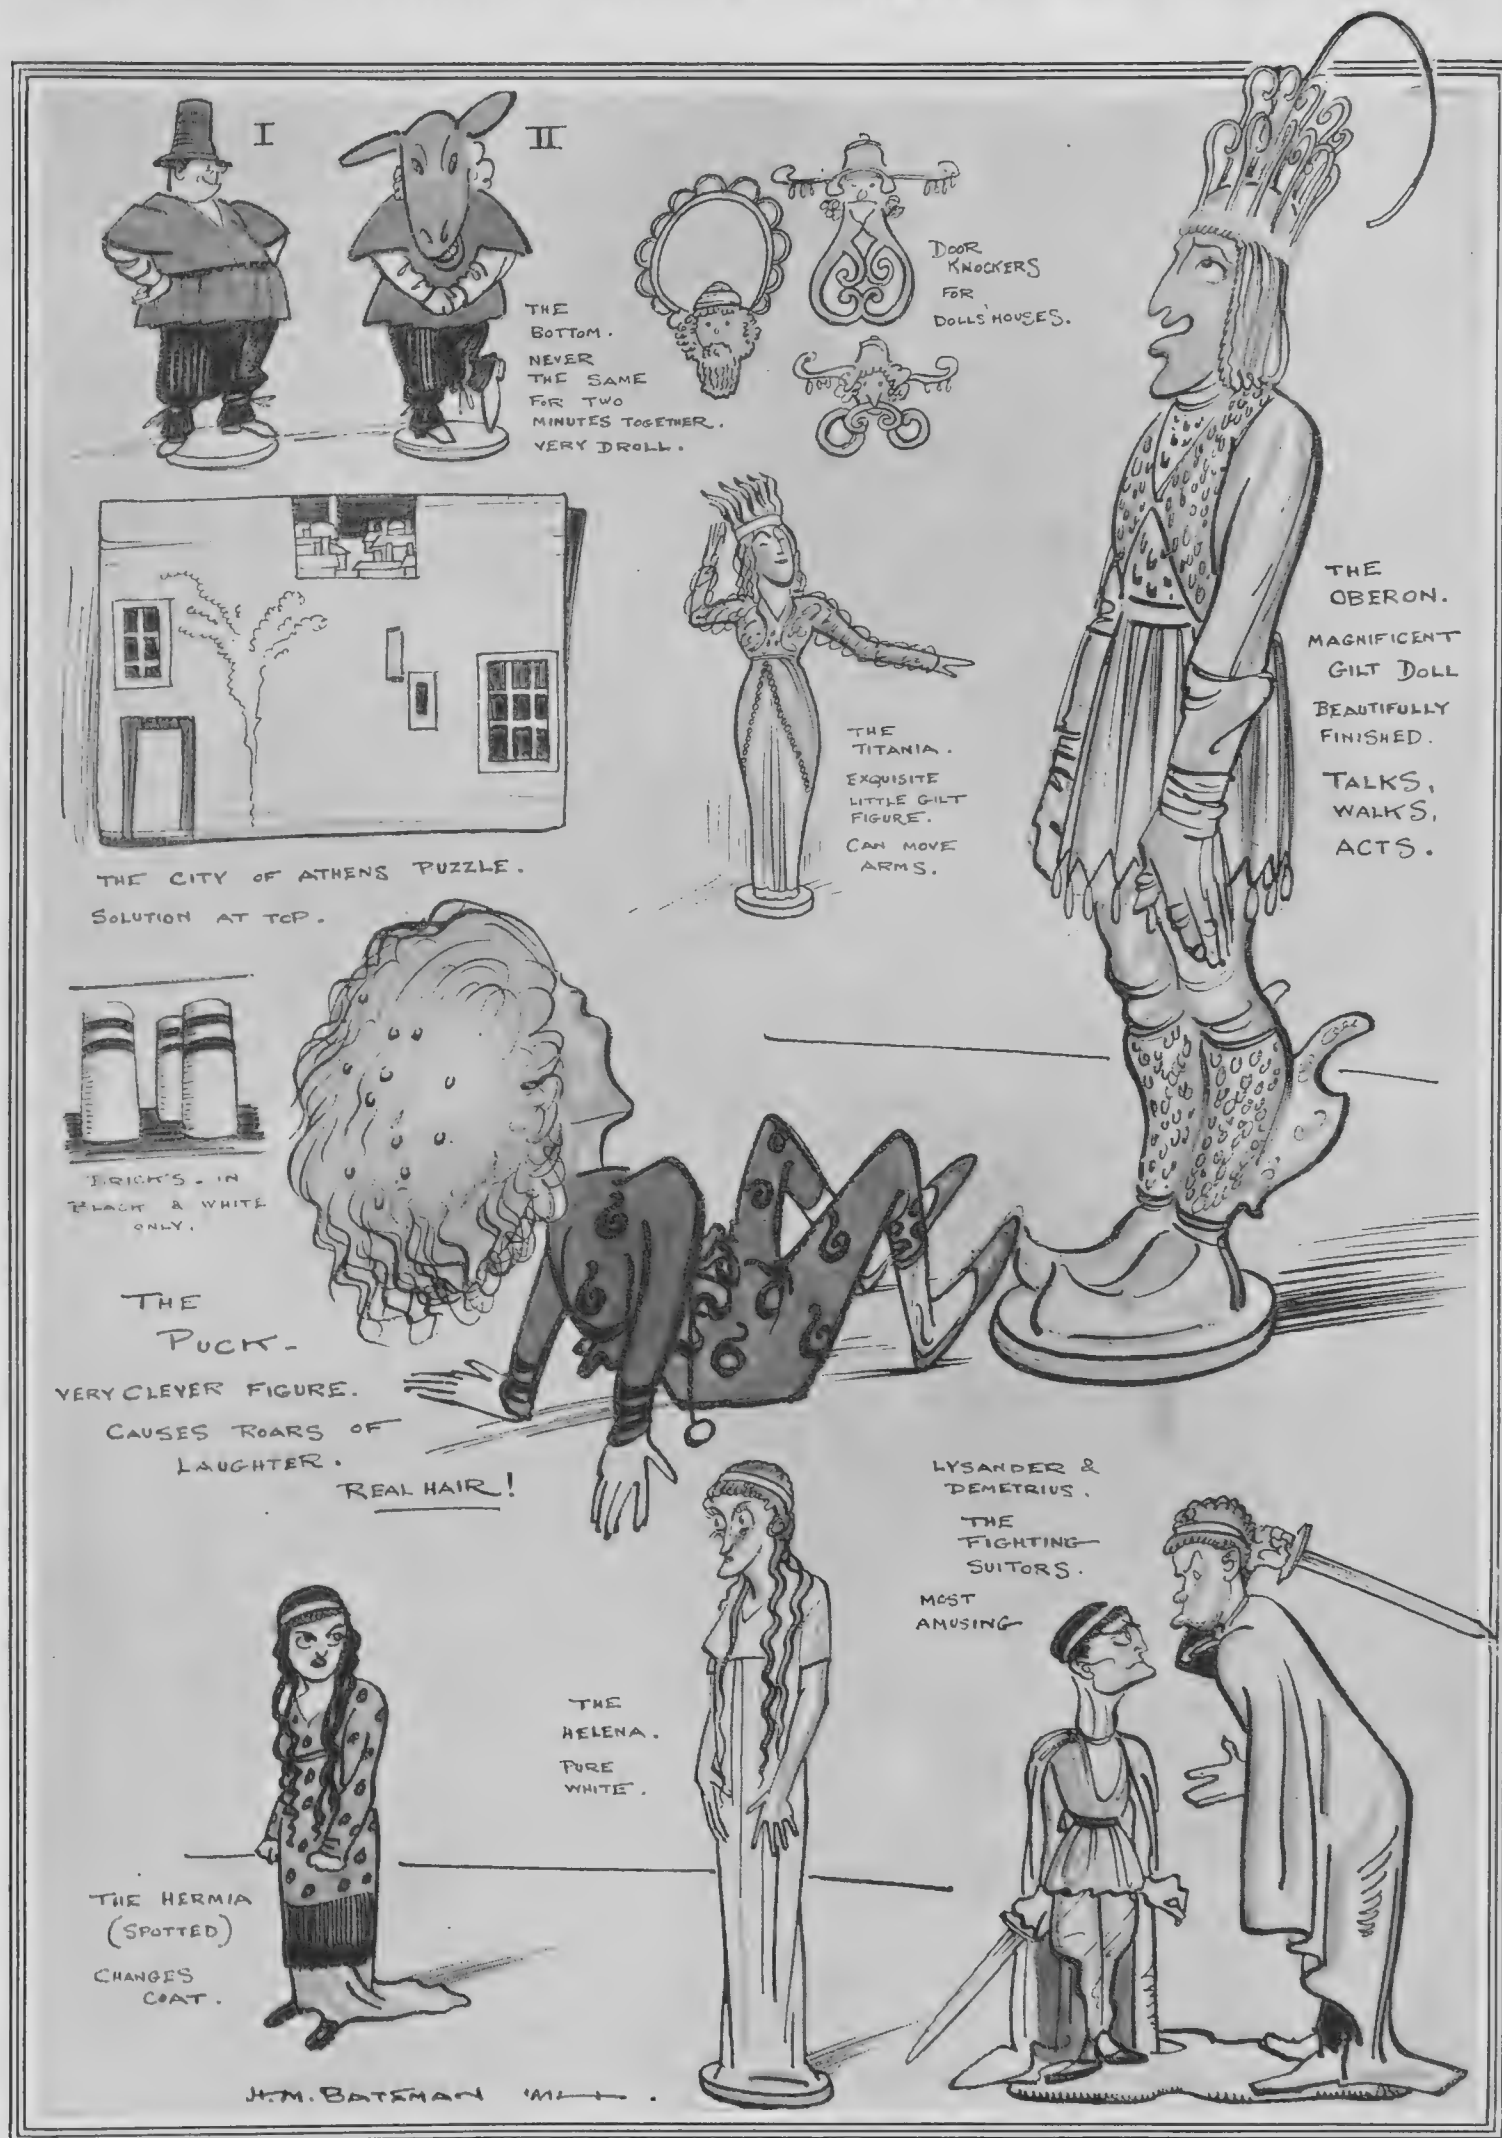 I
II
THE
BOTTOM.
NEVER
THE SAME
FOR TWO
MINUTES TOGETHER.
VERY DROLL.
DOOR
KNOCKERS
FOR
DOLLS' HOUSES.
THE
OBERON.
MAGNIFICENT
GILT DOLL
BEAUTIFULLY
FINISHED.
TALKS,
WALKS,
ACTS.
THE
TITANIA.
EXQUISITE
LITTLE GILT
FIGURE.
CAN MOVE
ARMS.
THE CITY OF ATHENS PUZZLE.
SOLUTION AT TOP.
BRICK'S. IN
BLACK & WHITE
ONLY.
THE
PUCK-
VERY CLEVER FIGURE.
CAUSES ROARS OF
LAUGHTER.
REAL HAIR!
LYSANDER &
DEMETRIUS.
THE
FIGHTING
SUITORS.
MOST
AMUSING
THE
HELENA.
PURE
WHITE.
THE HERMIA
(SPOTTED)
CHANGES
COAT.
H.M. BATEMAN